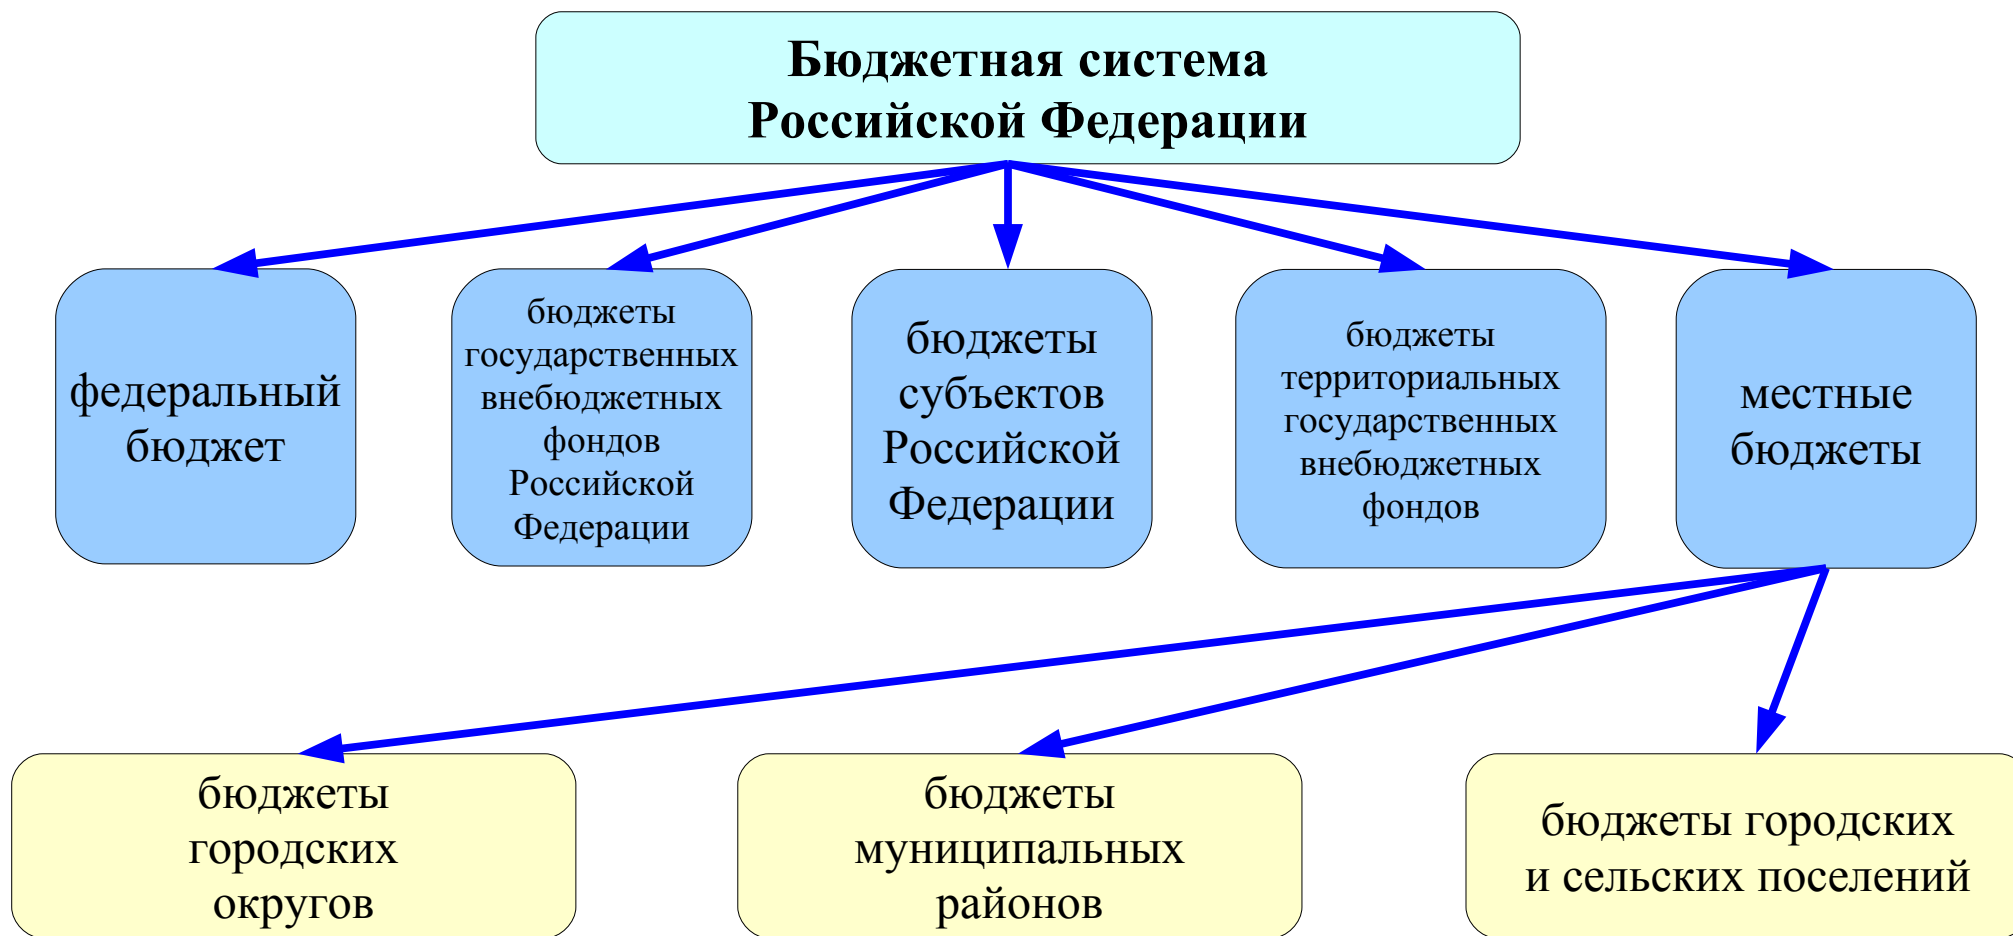 Бюджетная система
Российской Федерации
федеральный
бюджет
бюджеты
государственных
внебюджетных
фондов
Российской
Федерации
бюджеты
субъектов
Российской
Федерации
бюджеты
территориальных
государственных
внебюджетных
фондов
местные
бюджеты
бюджеты
городских
округов
бюджеты
муниципальных
районов
бюджеты городских
и сельских поселений